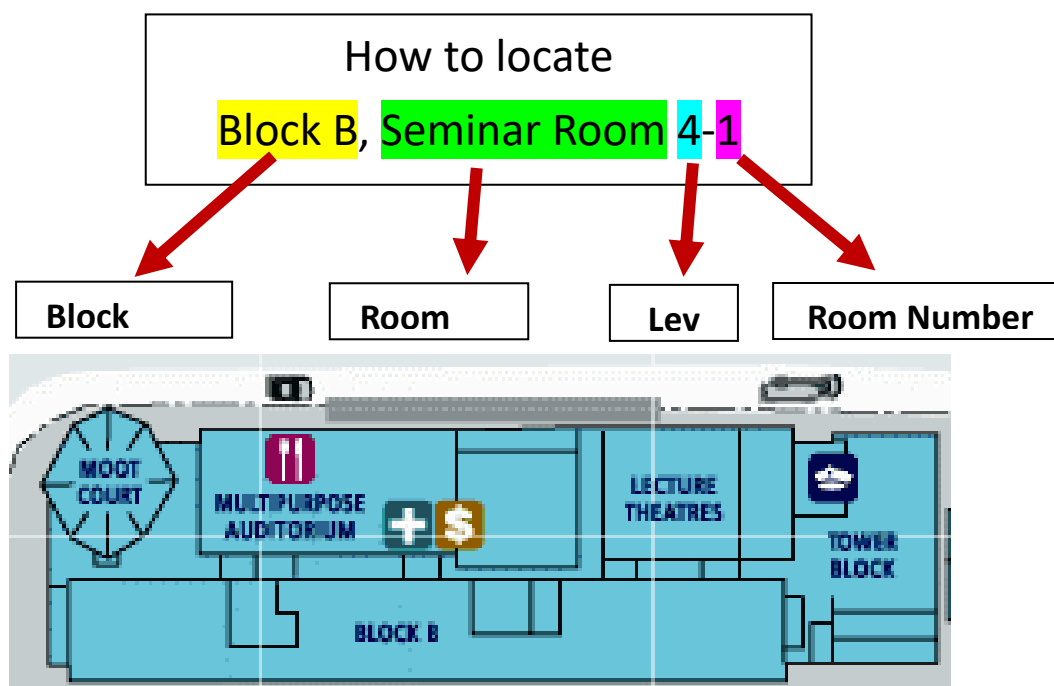 How to locate
Block B, Seminar Room 4-1
Block
Room
Lev
Room Number
MOOT
COURT
MULTIPURPOSE
AUDITORIUM
$
LECTURE
THEATRES
TOWER
BLOCK
BLOCK B